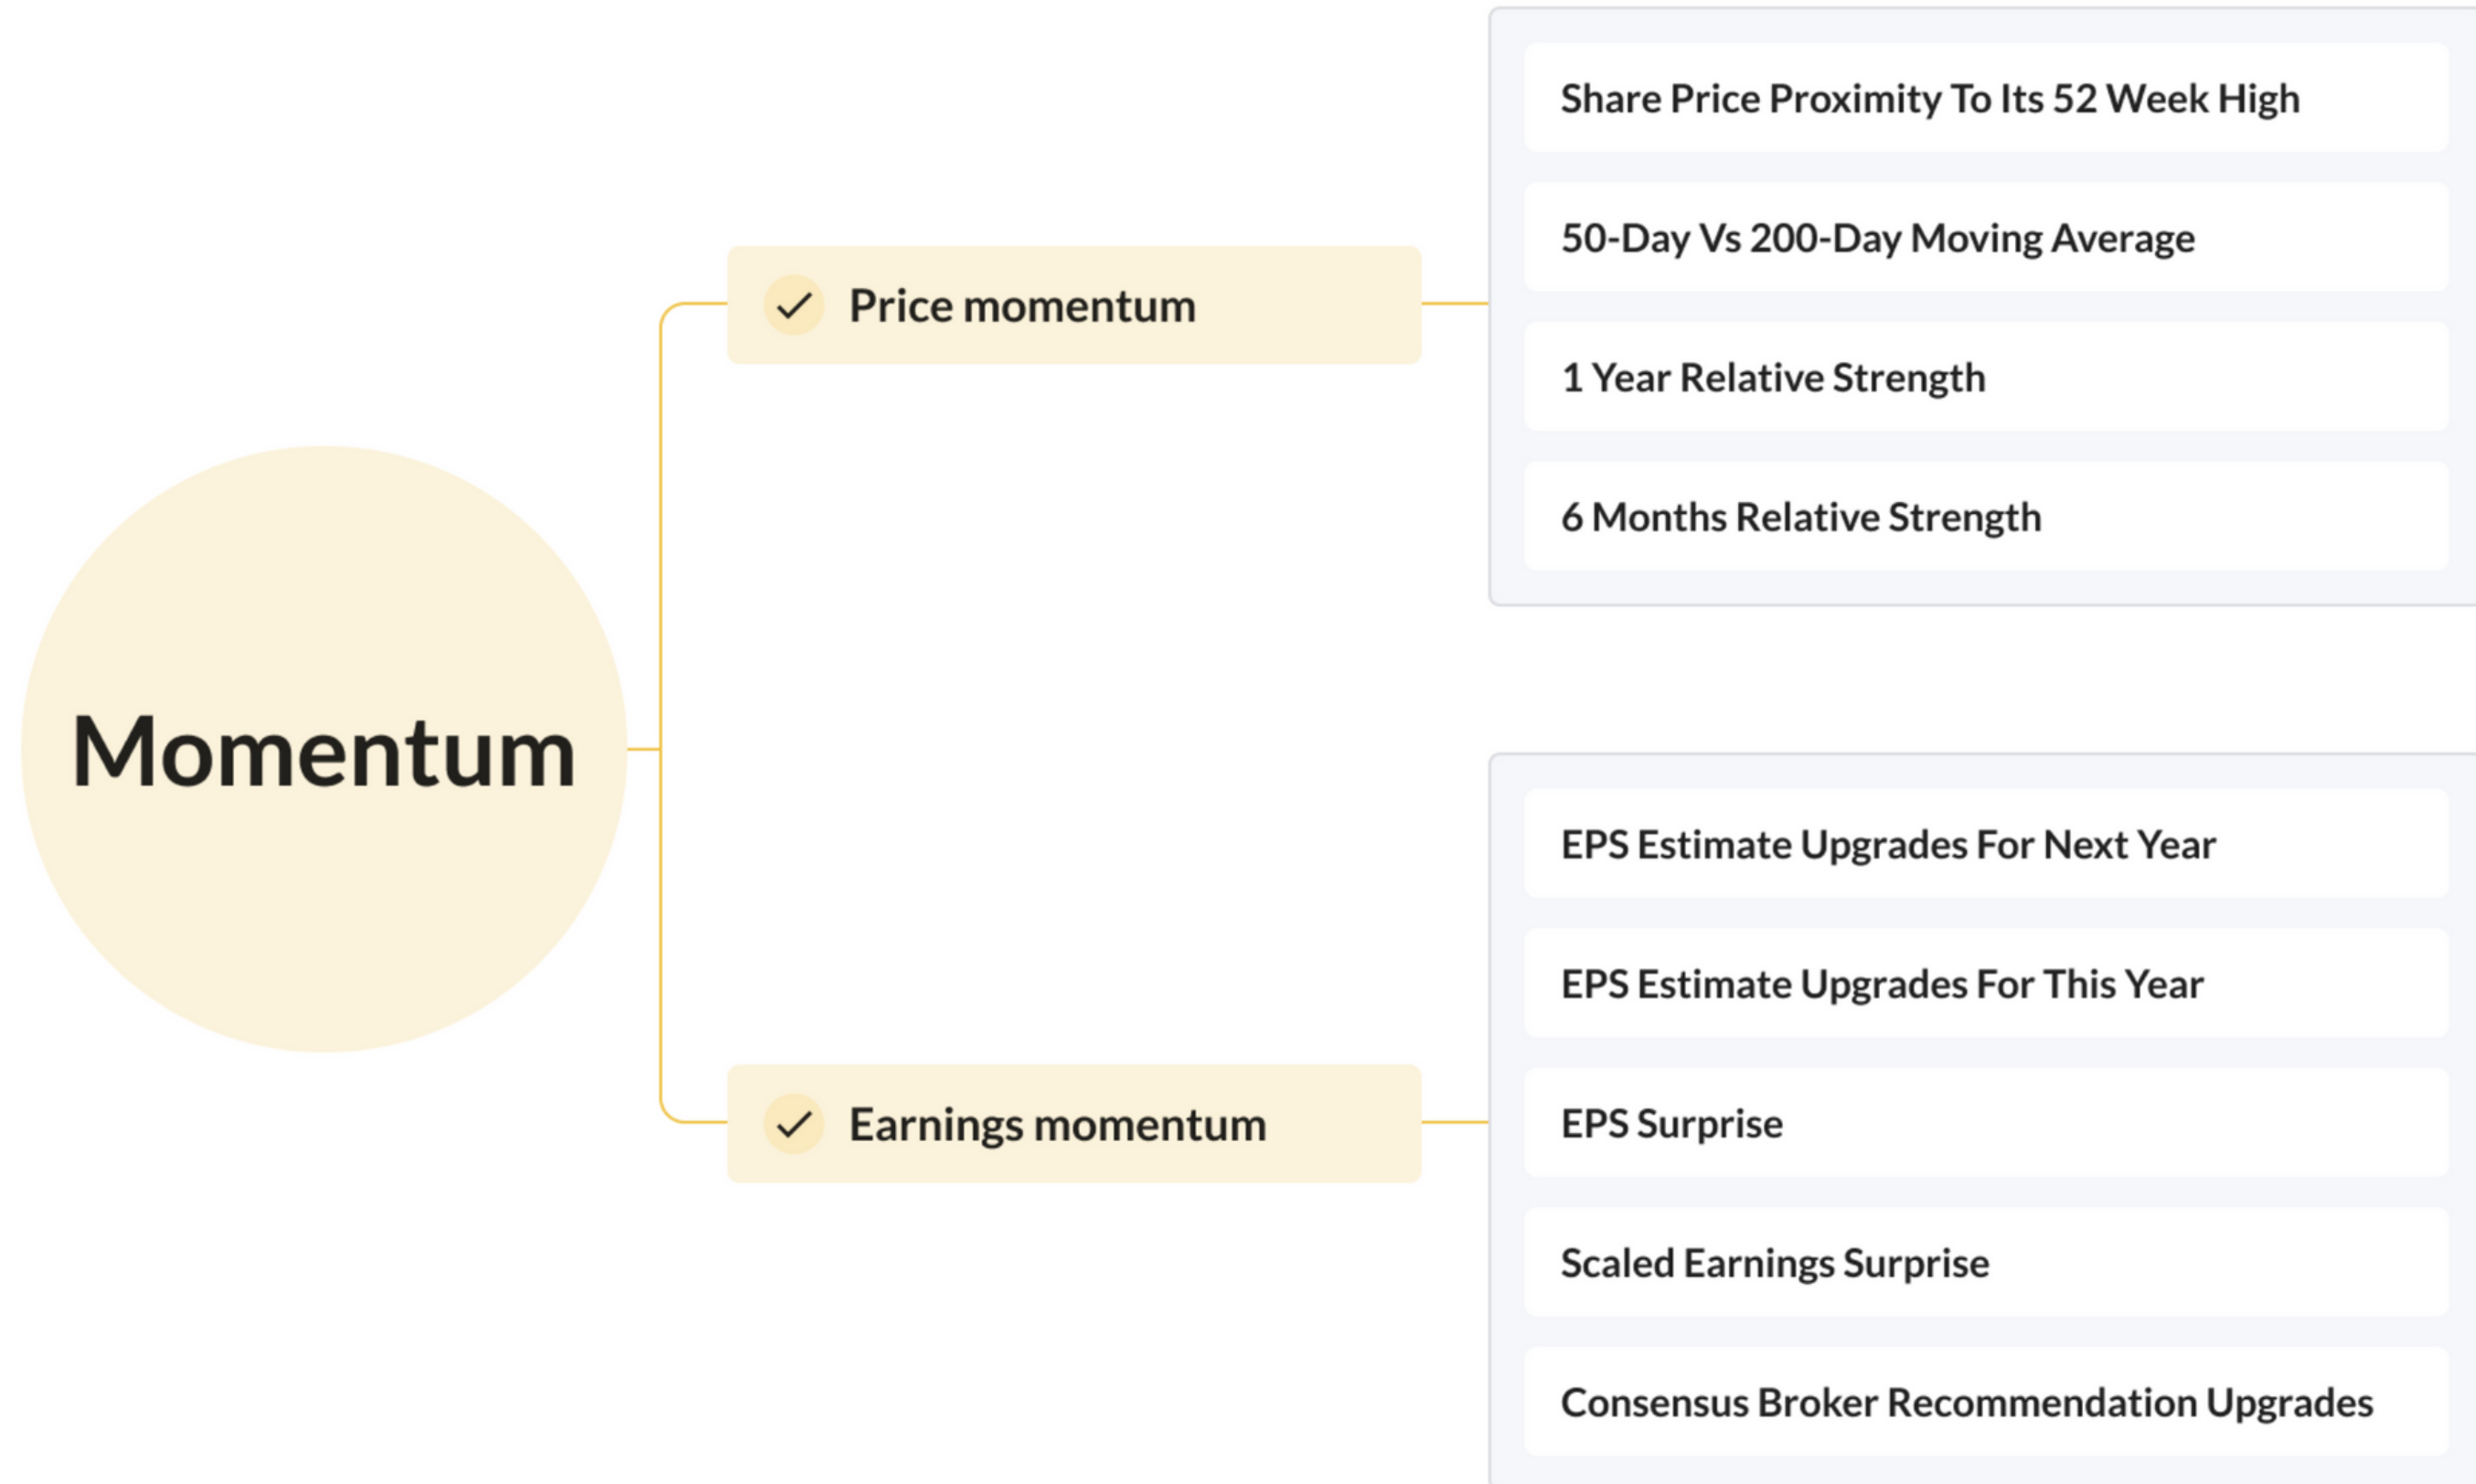 Momentum
Price momentum
Share Price Proximity To Its 52 Week High
50-Day Vs 200-Day Moving Average
1 Year Relative Strength
6 Months Relative Strength
Earnings momentum
EPS Estimate Upgrades For Next Year
EPS Estimate Upgrades For This Year
EPS Surprise
Scaled Earnings Surprise
Consensus Broker Recommendation Upgrades